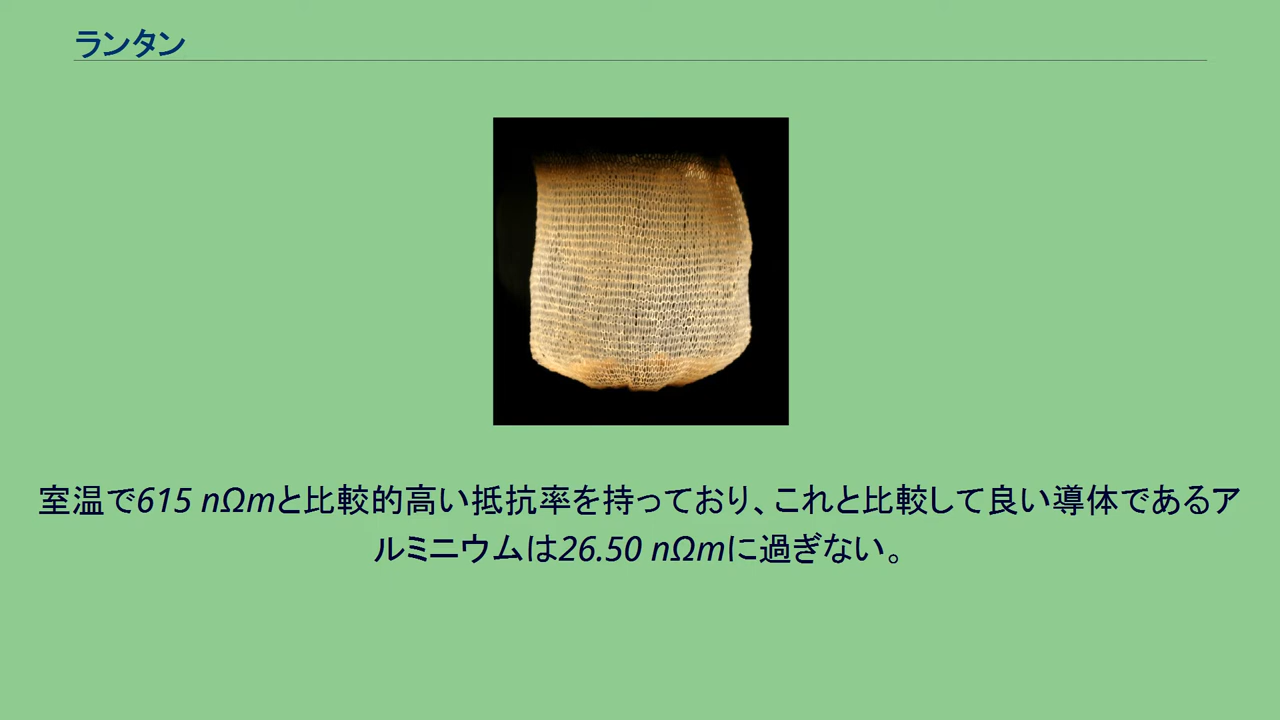 ランタン
室温で615 nΩmと比較的高い抵抗率を持っており、これと比較して良い導体であるア
ルミニウムは26.50 nΩmに過ぎない。